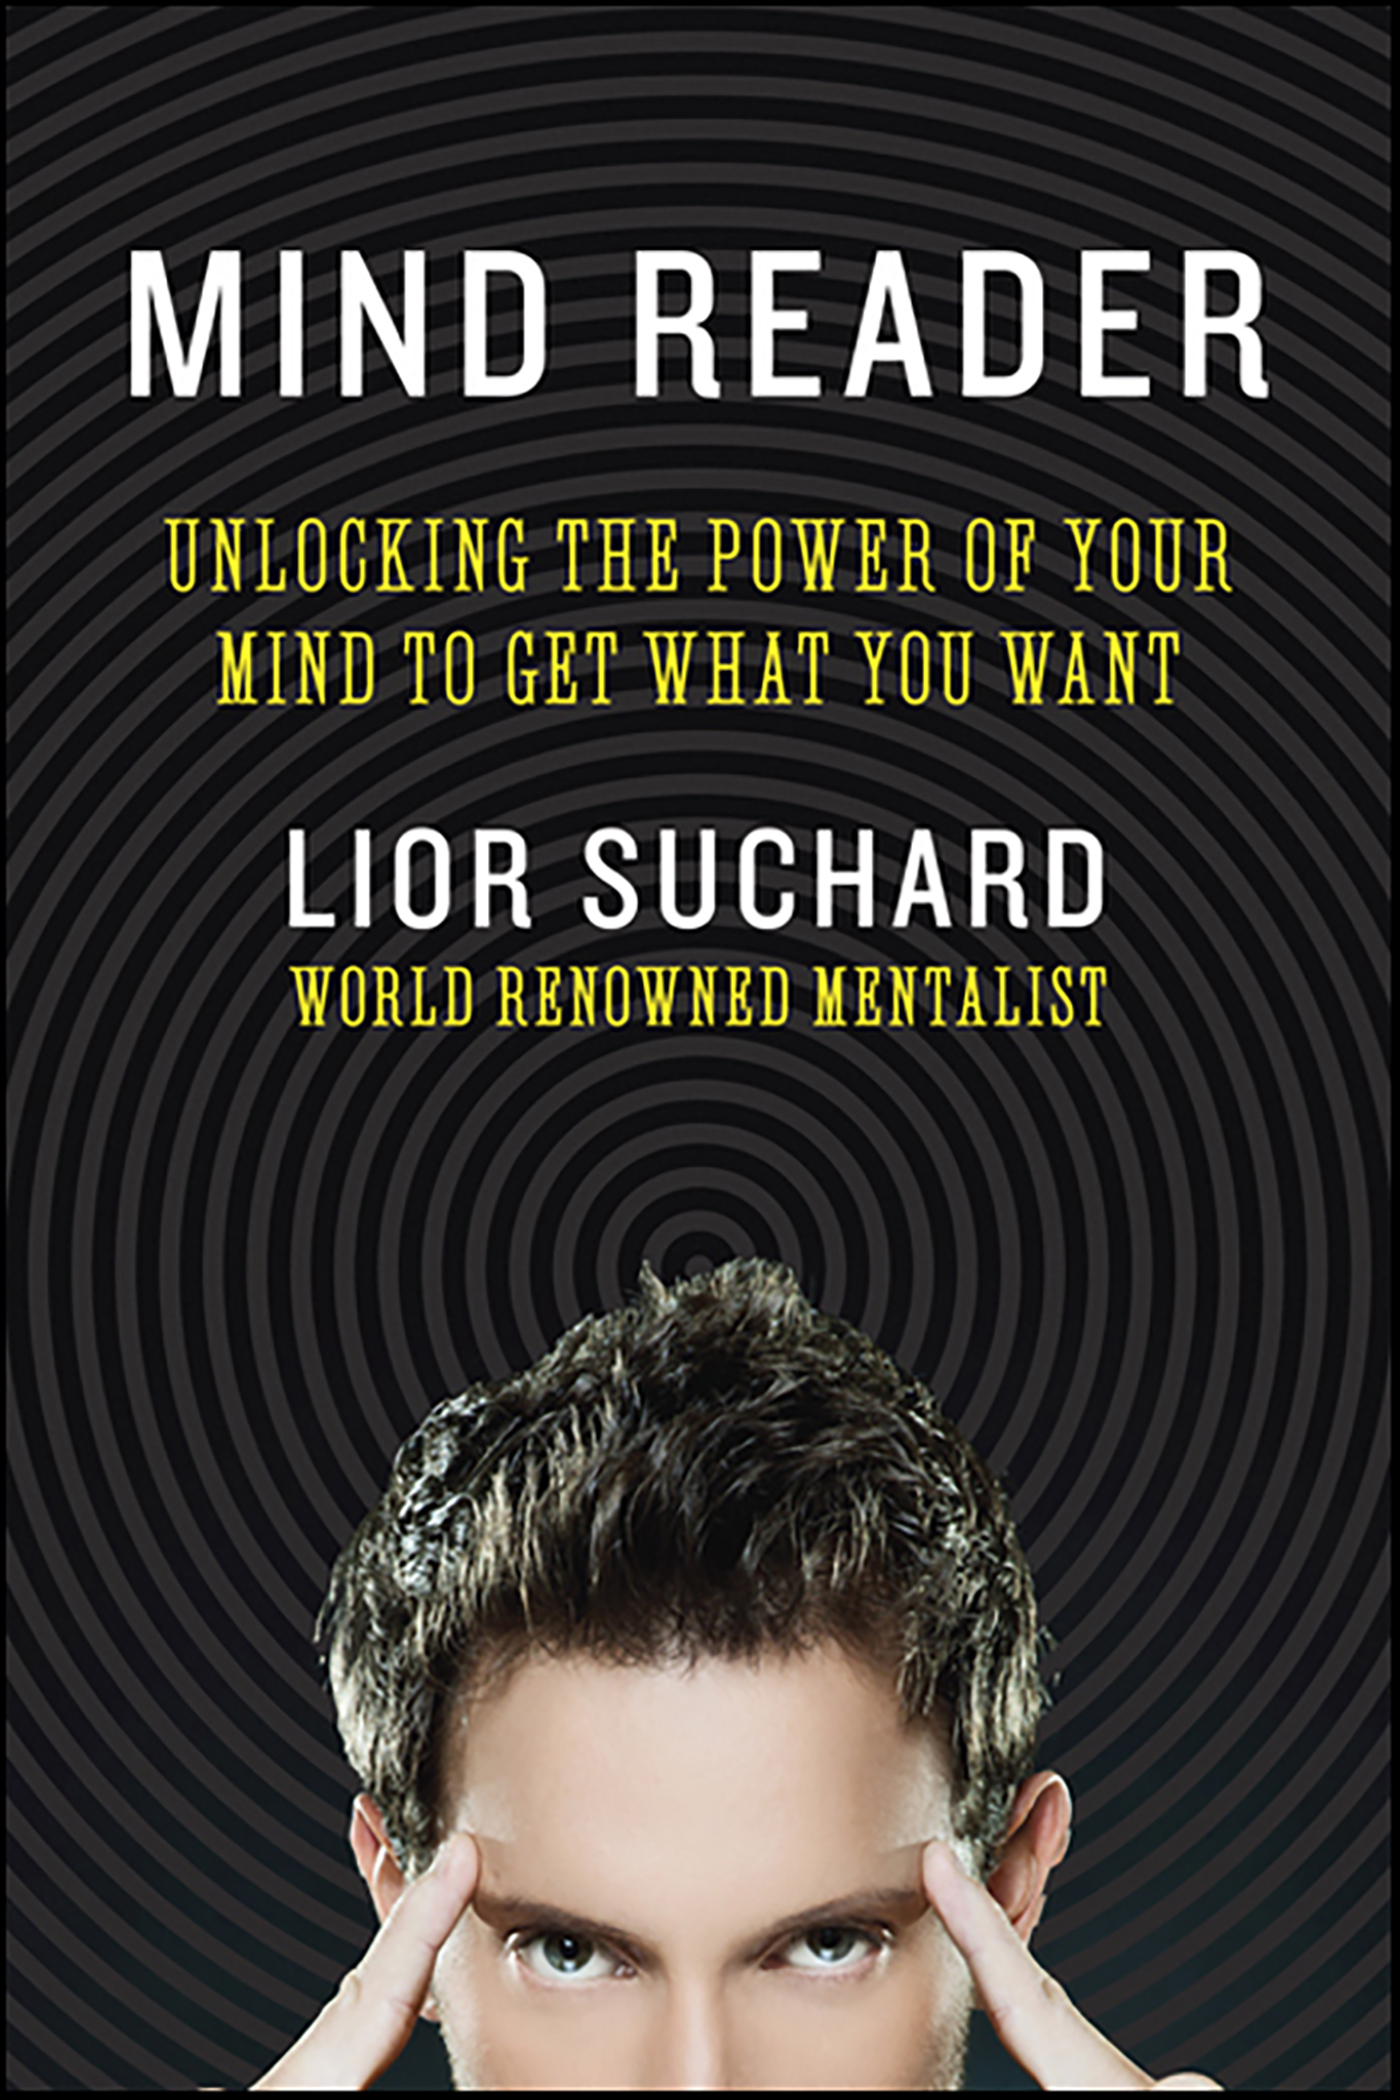 MIND READER
UNLOCKING THE POWER OF YOUR
MIND TO GET WHAT YOU WANT
LIOR SUCHARD
WORLD RENOWNED MENTALIST